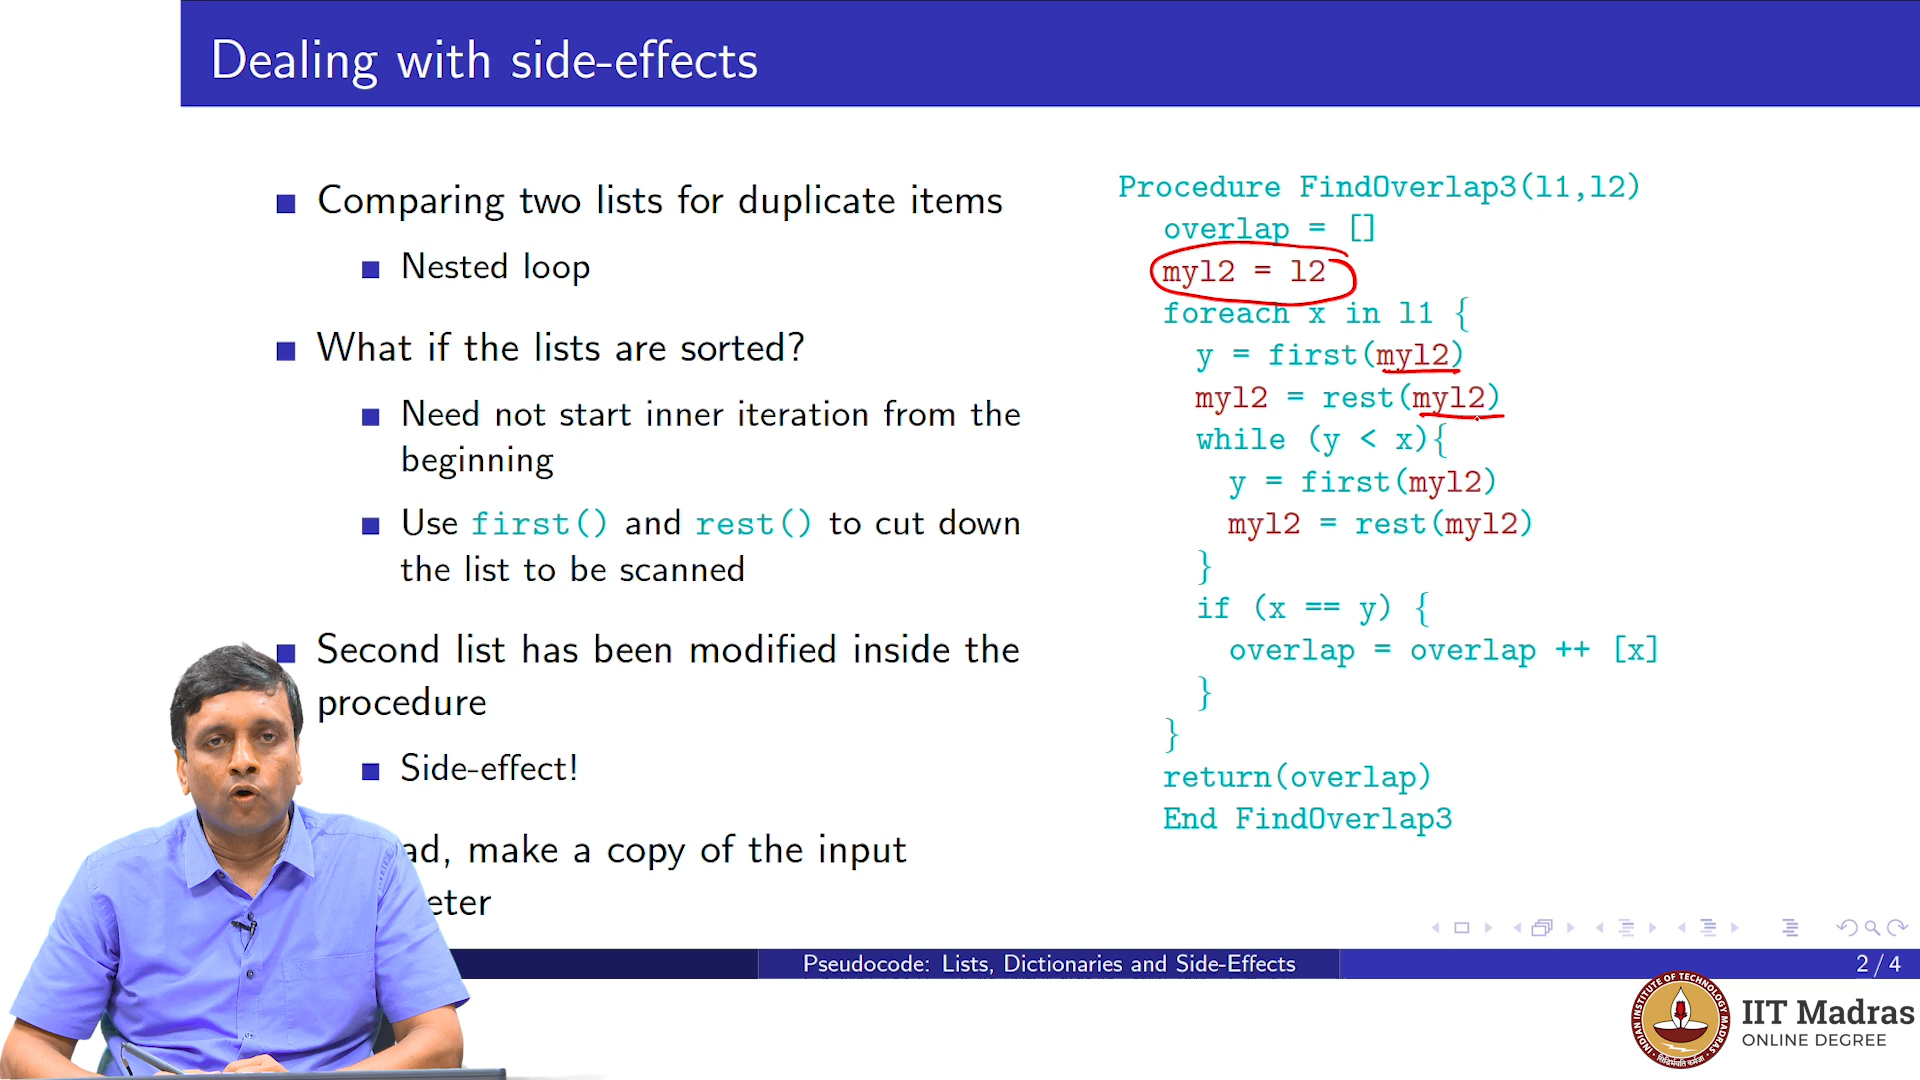 Dealing with side-effects
Comparing two lists for duplicate items
Nested loop
What if the lists are sorted?
Need not start inner iteration from the
beginning
Use first() and rest() to cut down
the list to be scanned
Second list has been modified inside the
procedure
Side-effect!
ad, make a copy of the input
eter
Procedure FindOverlap3(l1,l2)
overlap = []
myl2 = l2
foreach x in l1 {
y = first(myl2)
myl2 = rest(myl2)
while (y < x){
y = first(myl2)
myl2 = rest(myl2)
}
if (x == y) {
overlap = overlap ++ [x]
}
}
return(overlap)
End FindOverlap3
Pseudocode: Lists, Dictionaries and Side-Effects
2 / 4
INDIAN INSTITUTE OF TECHNOLOGY MADRAS
IIT Madras
ONLINE DEGREE